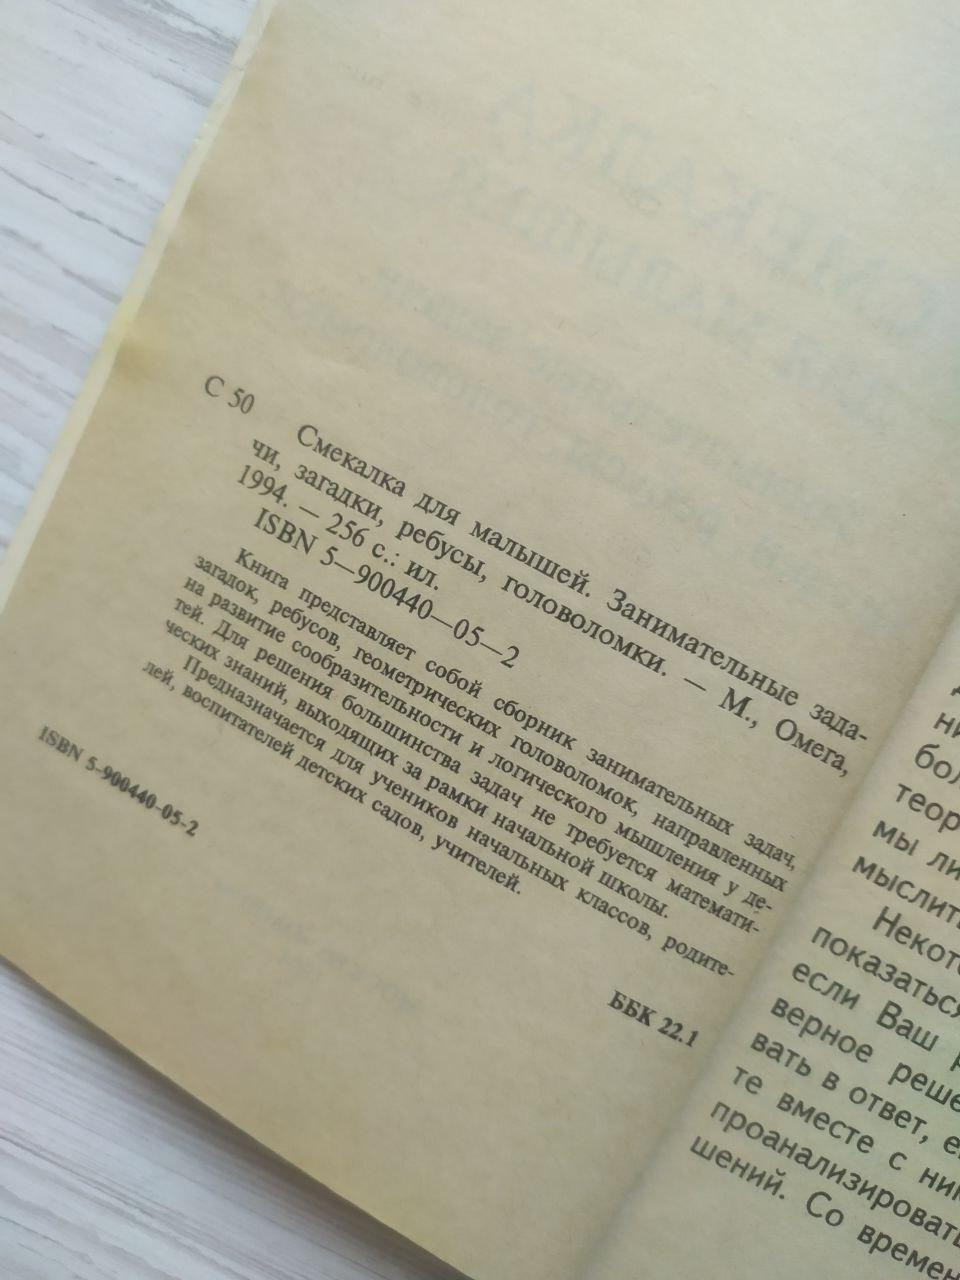 С 50
Смекалка для малышей. Занимательные зада-
чи, загадки, ребусы, головоломки. — М., Омега,
1994. — 256 с.: ил.
ISBN 5—900440—05—2
Книга представляет собой сборник занимательных задач,
загадок, ребусов, геометрических головоломок, направленных
на развитие сообразительности и логического мышления у де-
тей. Для решения большинства задач не требуется математи-
ческих знаний, выходящих за рамки начальной школы.
Предназначается для учеников начальных классов, родите-
лей, воспитателей детских садов, учителей.
ББК 22.1
ISBN 5-900440-05-2
ни
бол
теор
мы ли
мыслить
Некото
показаться
если Ваш
верное реше
вать в ответ, е
те вместе с ним
проанализировать
шений. Со времен